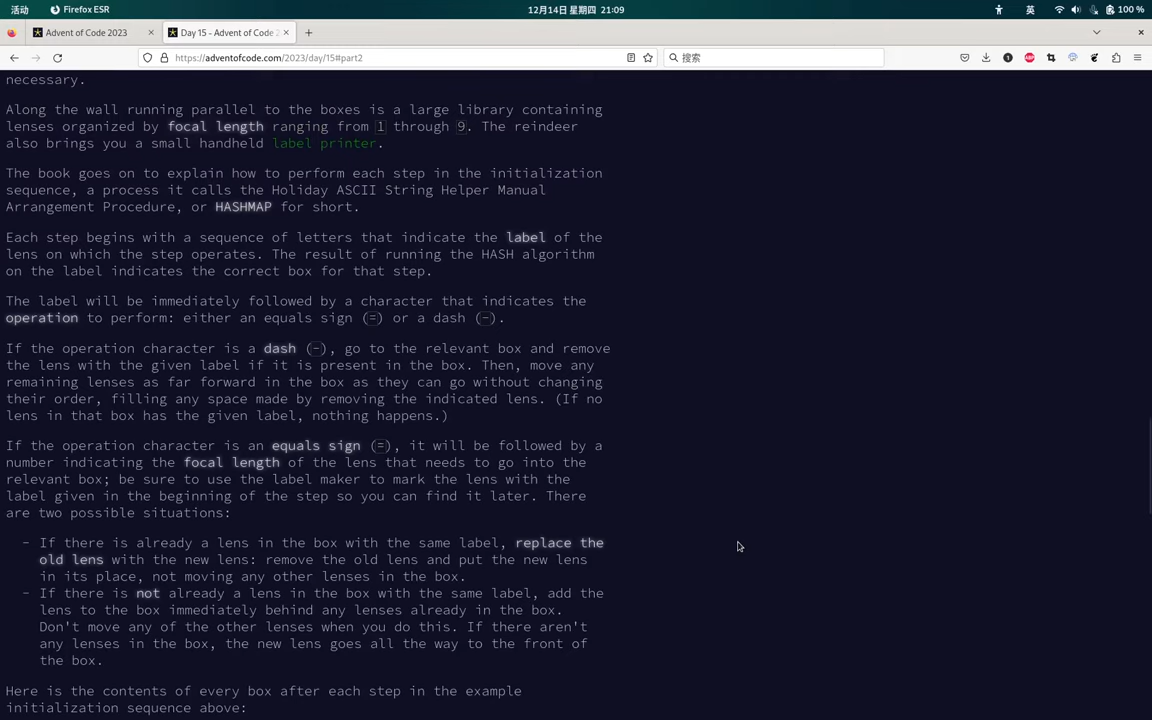 活动 Firefox ESR 12月14日 星期四 21:09 英 100 %
Advent of Code 2023 × Day 15 - Advent of Code 2 × +
https://adventofcode.com/2023/day/15#part2 搜索
necessary.
Along the wall running parallel to the boxes is a large library containing
lenses organized by focal length ranging from 1 through 9. The reindeer
also brings you a small handheld label printer.
The book goes on to explain how to perform each step in the initialization
sequence, a process it calls the Holiday ASCII String Helper Manual
Arrangement Procedure, or HASHMAP for short.
Each step begins with a sequence of letters that indicate the label of the
lens on which the step operates. The result of running the HASH algorithm
on the label indicates the correct box for that step.
The label will be immediately followed by a character that indicates the
operation to perform: either an equals sign (=) or a dash (-).
If the operation character is a dash (-), go to the relevant box and remove
the lens with the given label if it is present in the box. Then, move any
remaining lenses as far forward in the box as they can go without changing
their order, filling any space made by removing the indicated lens. (If no
lens in that box has the given label, nothing happens.)
If the operation character is an equals sign (=), it will be followed by a
number indicating the focal length of the lens that needs to go into the
relevant box; be sure to use the label maker to mark the lens with the
label given in the beginning of the step so you can find it later. There
are two possible situations:
- If there is already a lens in the box with the same label, replace the
old lens with the new lens: remove the old lens and put the new lens
in its place, not moving any other lenses in the box.
- If there is not already a lens in the box with the same label, add the
lens to the box immediately behind any lenses already in the box.
Don't move any of the other lenses when you do this. If there aren't
any lenses in the box, the new lens goes all the way to the front of
the box.
Here is the contents of every box after each step in the example
initialization sequence above: